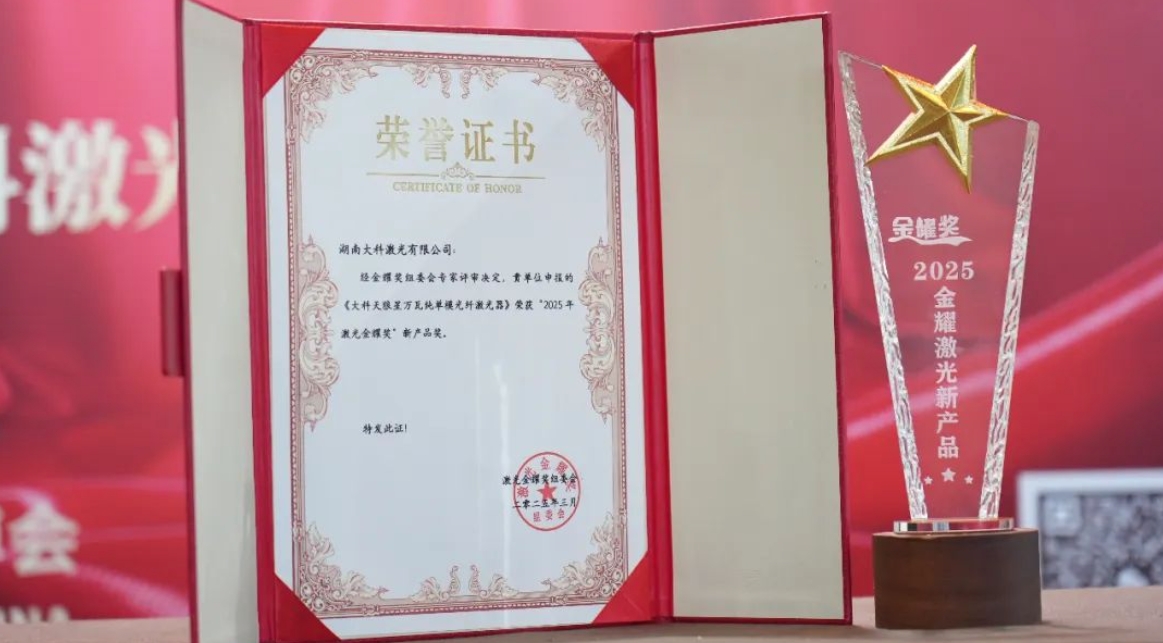 科激光
会
荣誉证书
CERTIFICATE OF HONOR
湖南大科激光有限公司:
经金耀奖组委会专家评审决定,贵单位申报的
《大科天狼星万瓦纯单模光纤激光器》荣获“2025年
激光金耀奖”新产品奖。
特发此证!
激光金耀奖组委会
二零二五年三月
组委会
金耀奖
2025
金耀激光新产品